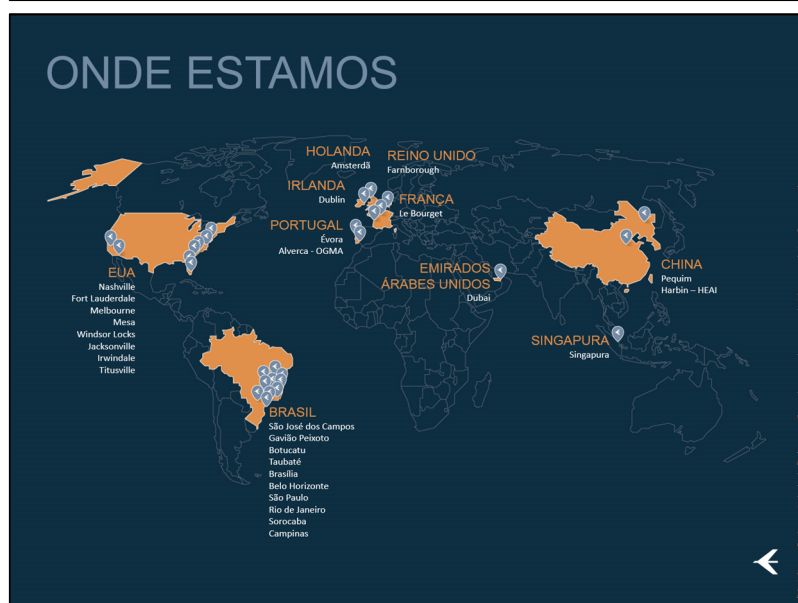 ONDE ESTAMOS
HOLANDA
Amsterdã
REINO UNIDO
Farnborough
IRLANDA
Dublin
FRANÇA
Le Bourget
PORTUGAL
Évora
Alverca - OGMA
EMIRADOS
ÁRABES UNIDOS
Dubai
CHINA
Pequim
Harbin – HEAI
SINGAPURA
Singapura
EUA
Nashville
Fort Lauderdale
Melbourne
Mesa
Windsor Locks
Jacksonville
Irwindale
Titusville
BRASIL
São José dos Campos
Gavião Peixoto
Botucatu
Taubaté
Brasília
Belo Horizonte
São Paulo
Rio de Janeiro
Sorocaba
Campinas